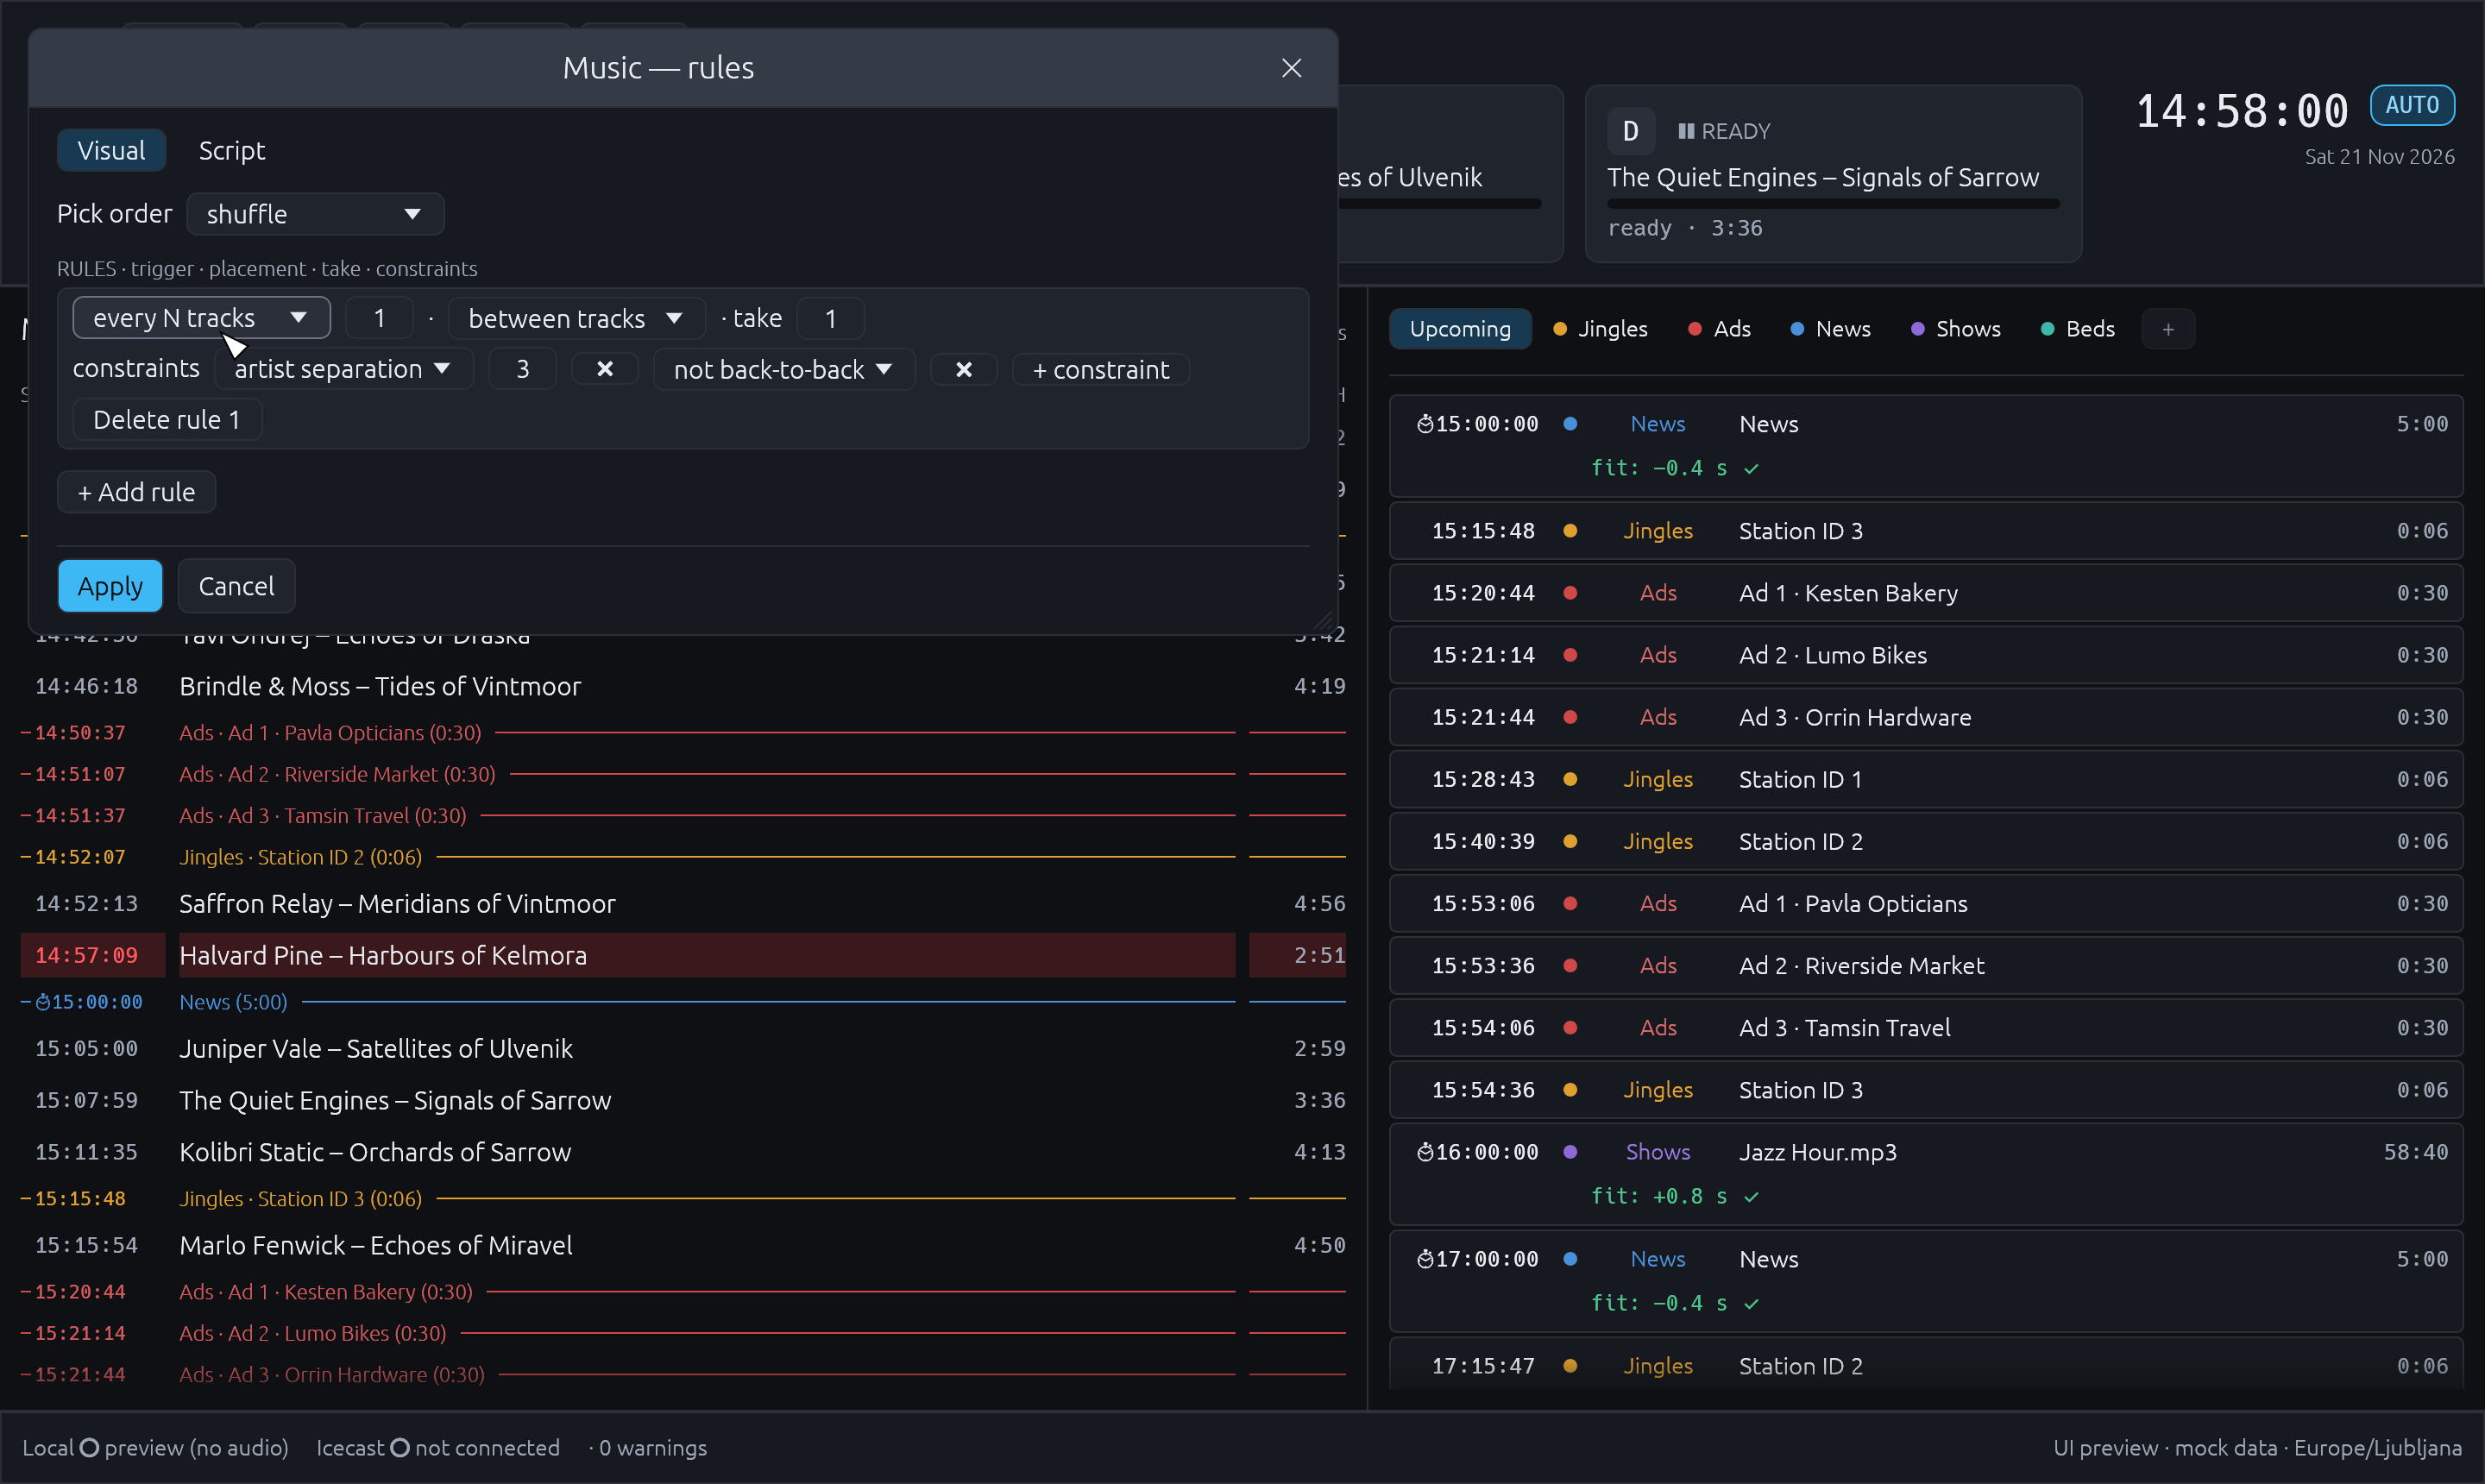 Music — rules
Visual Script
Pick order shuffle
RULES · trigger · placement · take · constraints
every N tracks 1 · between tracks · take 1
constraints artist separation 3 not back-to-back + constraint
Delete rule 1
+ Add rule
Apply Cancel
es of Ulvenik
D READY
The Quiet Engines – Signals of Sarrow
ready · 3:36
14:58:00 AUTO
Sat 21 Nov 2026
14:42:36 Tavi Ondrej – Echoes of Draska 3:42
14:46:18 Brindle & Moss – Tides of Vintmoor 4:19
14:50:37 Ads · Ad 1 · Pavla Opticians (0:30)
14:51:07 Ads · Ad 2 · Riverside Market (0:30)
14:51:37 Ads · Ad 3 · Tamsin Travel (0:30)
14:52:07 Jingles · Station ID 2 (0:06)
14:52:13 Saffron Relay – Meridians of Vintmoor 4:56
14:57:09 Halvard Pine – Harbours of Kelmora 2:51
15:00:00 News (5:00)
15:05:00 Juniper Vale – Satellites of Ulvenik 2:59
15:07:59 The Quiet Engines – Signals of Sarrow 3:36
15:11:35 Kolibri Static – Orchards of Sarrow 4:13
15:15:48 Jingles · Station ID 3 (0:06)
15:15:54 Marlo Fenwick – Echoes of Miravel 4:50
15:20:44 Ads · Ad 1 · Kesten Bakery (0:30)
15:21:14 Ads · Ad 2 · Lumo Bikes (0:30)
15:21:44 Ads · Ad 3 · Orrin Hardware (0:30)
Upcoming Jingles Ads News Shows Beds +
15:00:00 News News 5:00
fit: −0.4 s ✓
15:15:48 Jingles Station ID 3 0:06
15:20:44 Ads Ad 1 · Kesten Bakery 0:30
15:21:14 Ads Ad 2 · Lumo Bikes 0:30
15:21:44 Ads Ad 3 · Orrin Hardware 0:30
15:28:43 Jingles Station ID 1 0:06
15:40:39 Jingles Station ID 2 0:06
15:53:06 Ads Ad 1 · Pavla Opticians 0:30
15:53:36 Ads Ad 2 · Riverside Market 0:30
15:54:06 Ads Ad 3 · Tamsin Travel 0:30
15:54:36 Jingles Station ID 3 0:06
16:00:00 Shows Jazz Hour.mp3 58:40
fit: +0.8 s ✓
17:00:00 News News 5:00
fit: −0.4 s ✓
17:15:47 Jingles Station ID 2 0:06
Local preview (no audio) Icecast not connected · 0 warnings
UI preview · mock data · Europe/Ljubljana